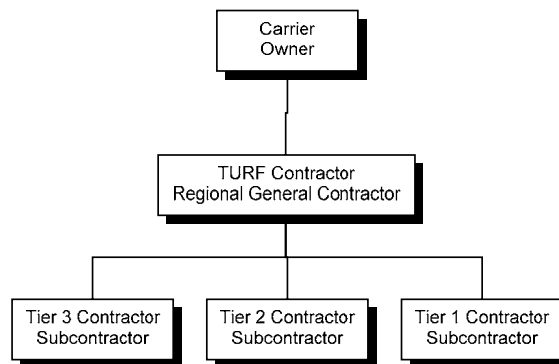 Carrier
Owner
TURF Contractor
Regional General Contractor
Tier 3 Contractor
Subcontractor
Tier 2 Contractor
Subcontractor
Tier 1 Contractor
Subcontractor